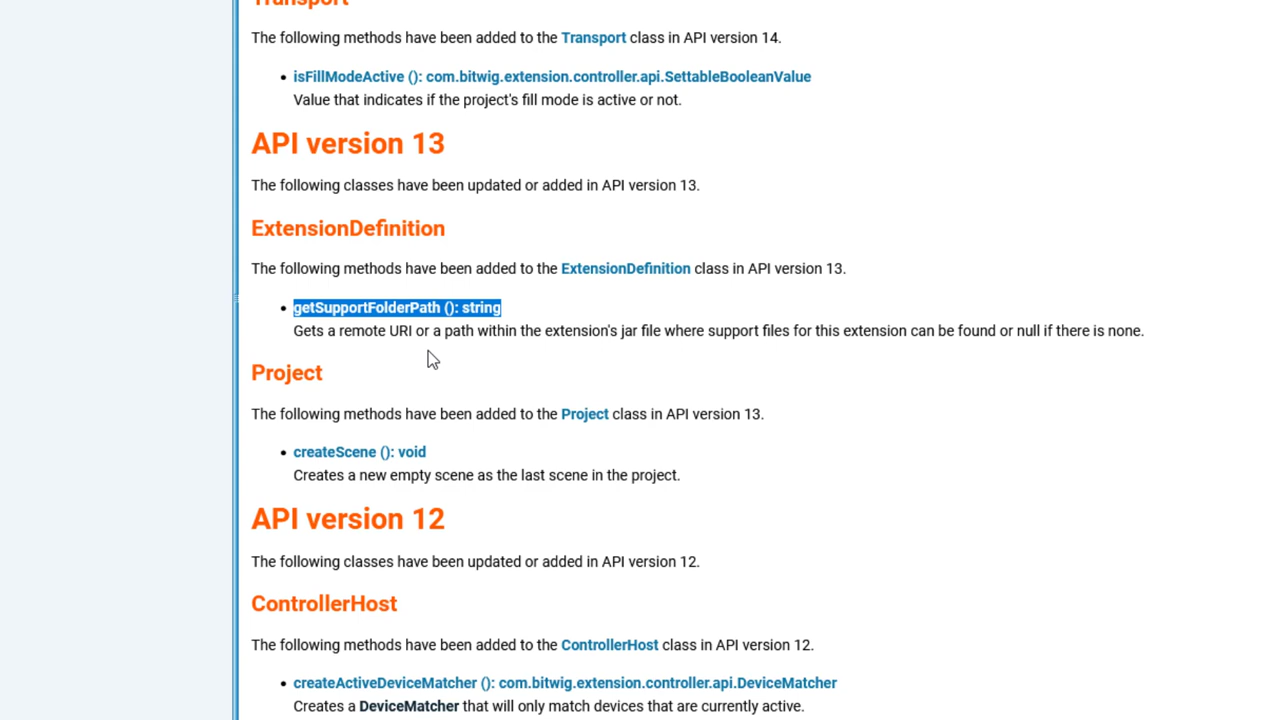 Transport
The following methods have been added to the Transport class in API version 14.
• isFillModeActive (): com.bitwig.extension.controller.api.SettableBooleanValue
Value that indicates if the project's fill mode is active or not.
API version 13
The following classes have been updated or added in API version 13.
ExtensionDefinition
The following methods have been added to the ExtensionDefinition class in API version 13.
• getSupportFolderPath (): string
Gets a remote URI or a path within the extension's jar file where support files for this extension can be found or null if there is none.
Project
The following methods have been added to the Project class in API version 13.
• createScene (): void
Creates a new empty scene as the last scene in the project.
API version 12
The following classes have been updated or added in API version 12.
ControllerHost
The following methods have been added to the ControllerHost class in API version 12.
• createActiveDeviceMatcher (): com.bitwig.extension.controller.api.DeviceMatcher
Creates a DeviceMatcher that will only match devices that are currently active.